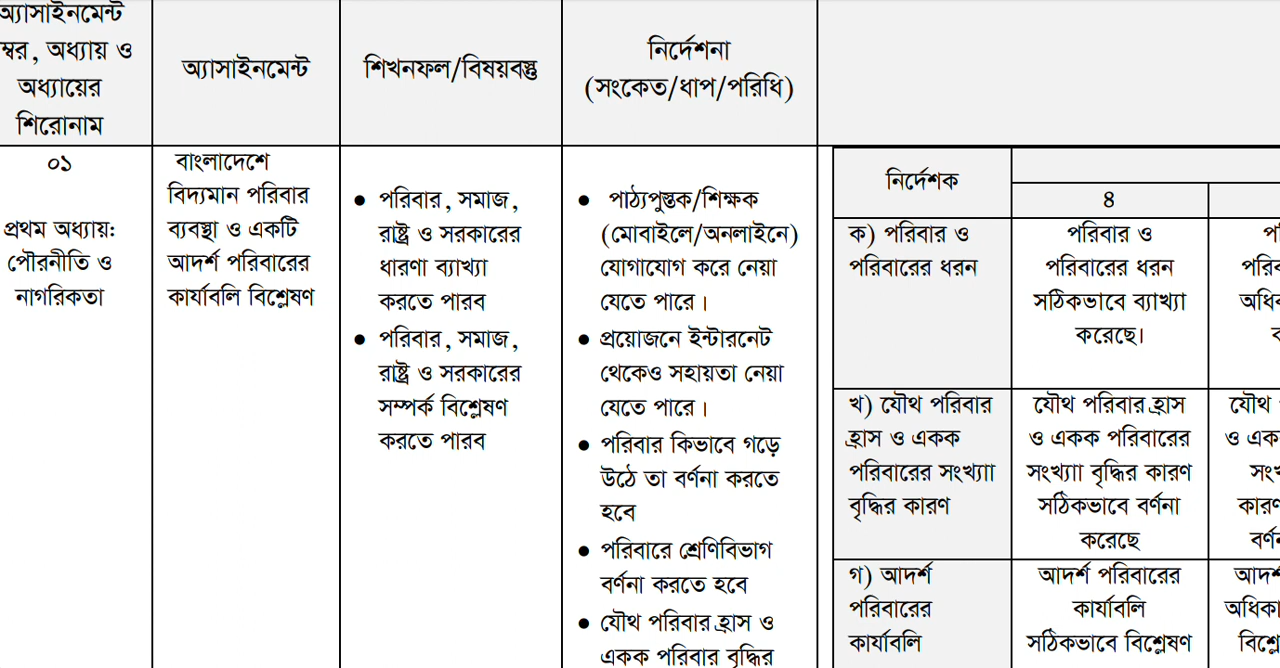 অ্যাসাইনমেন্ট
ম্বর, অধ্যায় ও
অধ্যায়ের
শিরোনাম
অ্যাসাইনমেন্ট
শিখনফল/বিষয়বস্তু
নির্দেশনা
(সংকেত/ধাপ/পরিধি)
০১
প্রথম অধ্যায়:
পৌরনীতি ও
নাগরিকতা
বাংলাদেশে
বিদ্যমান পরিবার
ব্যবস্থা ও একটি
আদর্শ পরিবারের
কার্যাবলি বিশ্লেষণ
● পরিবার, সমাজ,
রাষ্ট্র ও সরকারের
ধারণা ব্যাখ্যা
করতে পারব
● পরিবার, সমাজ,
রাষ্ট্র ও সরকারের
সম্পর্ক বিশ্লেষণ
করতে পারব
● পাঠ্যপুস্তক/শিক্ষক
(মোবাইলে/অনলাইনে)
যোগাযোগ করে নেয়া
যেতে পারে।
● প্রয়োজনে ইন্টারনেট
থেকেও সহায়তা নেয়া
যেতে পারে।
● পরিবার কিভাবে গড়ে
উঠে তা বর্ণনা করতে
হবে
● পরিবারে শ্রেণিবিভাগ
বর্ণনা করতে হবে
● যৌথ পরিবার হ্রাস ও
একক পরিবার বৃদ্ধির
নির্দেশক
৪
ক) পরিবার ও
পরিবারের ধরন
পরিবার ও
পরিবারের ধরন
সঠিকভাবে ব্যাখ্যা
করেছে।
খ) যৌথ পরিবার
হ্রাস ও একক
পরিবারের সংখ্যাা
বৃদ্ধির কারণ
যৌথ পরিবার হ্রাস
ও একক পরিবারের
সংখ্যাা বৃদ্ধির কারণ
সঠিকভাবে বর্ণনা
করেছে
যৌথ
গ) আদর্শ
পরিবারের
কার্যাবলি
আদর্শ পরিবারের
কার্যাবলি
সঠিকভাবে বিশ্লেষণ